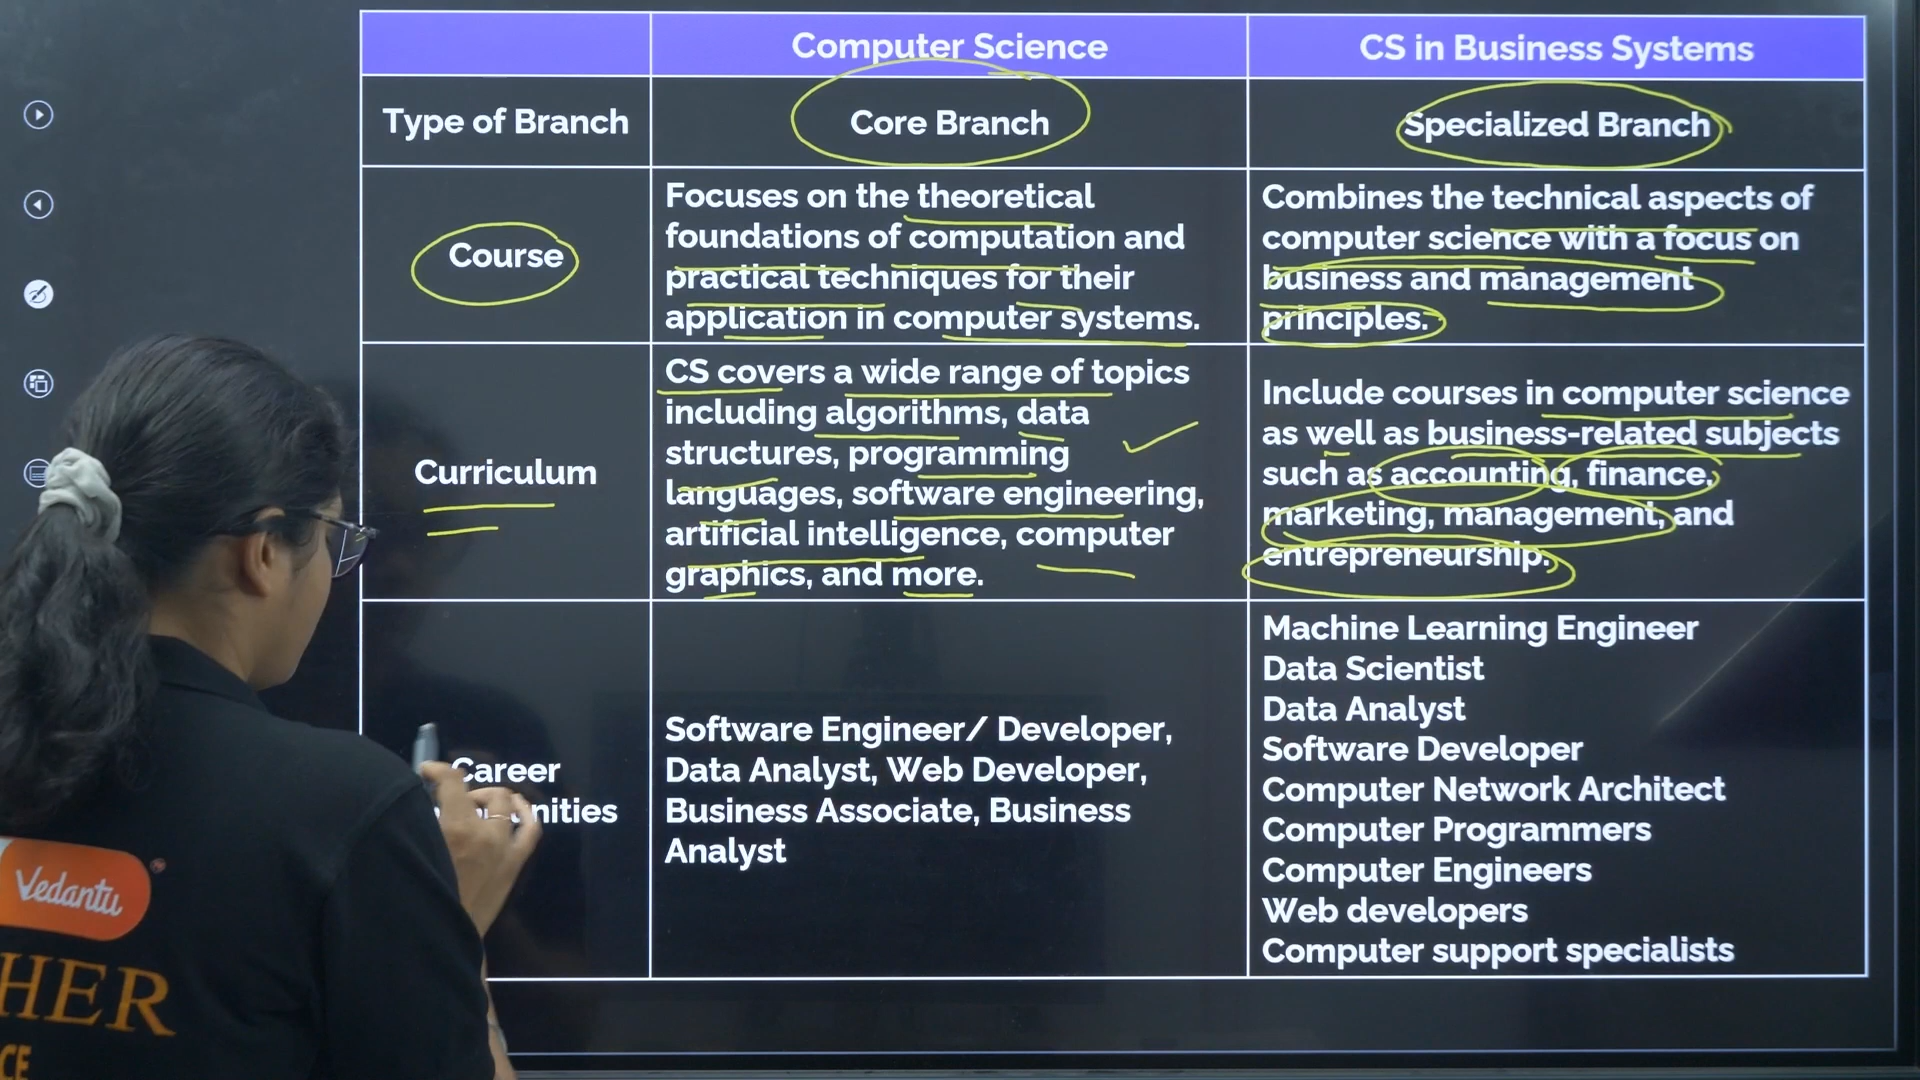 Computer Science
CS in Business Systems
Type of Branch
Core Branch
Specialized Branch
Course
Focuses on the theoretical
foundations of computation and
practical techniques for their
application in computer systems.
Combines the technical aspects of
computer science with a focus on
business and management
principles.
Curriculum
CS covers a wide range of topics
including algorithms, data
structures, programming
languages, software engineering,
artificial intelligence, computer
graphics, and more.
Include courses in computer science
as well as business-related subjects
such as accounting, finance,
marketing, management, and
entrepreneurship.
Career
Software Engineer/ Developer,
Data Analyst, Web Developer,
Business Associate, Business
Analyst
Machine Learning Engineer
Data Scientist
Data Analyst
Software Developer
Computer Network Architect
Computer Programmers
Computer Engineers
Web developers
Computer support specialists
Vedantu